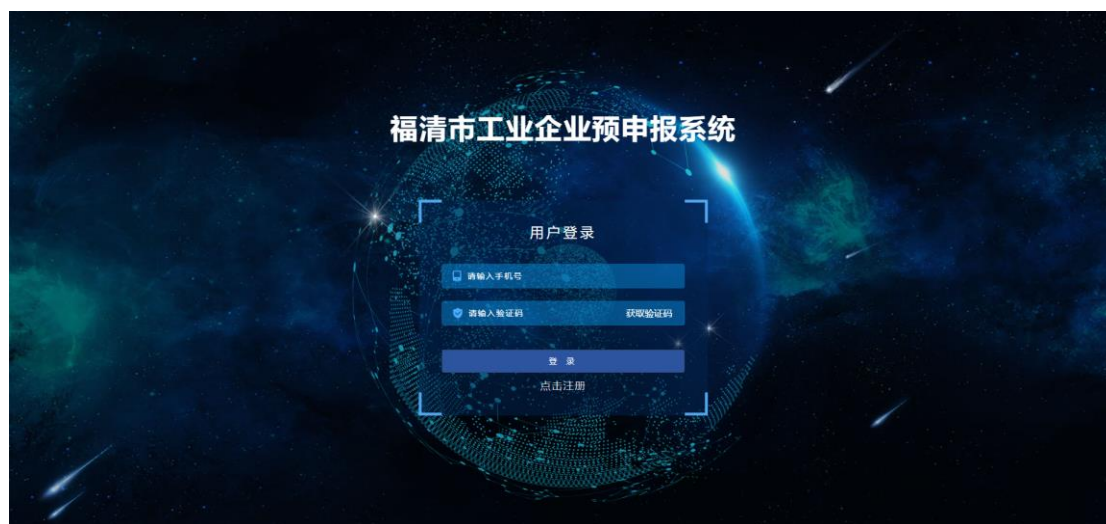 福清市工业企业预申报系统
用户登录
请输入手机号
请输入验证码 获取验证码
登 录
点击注册